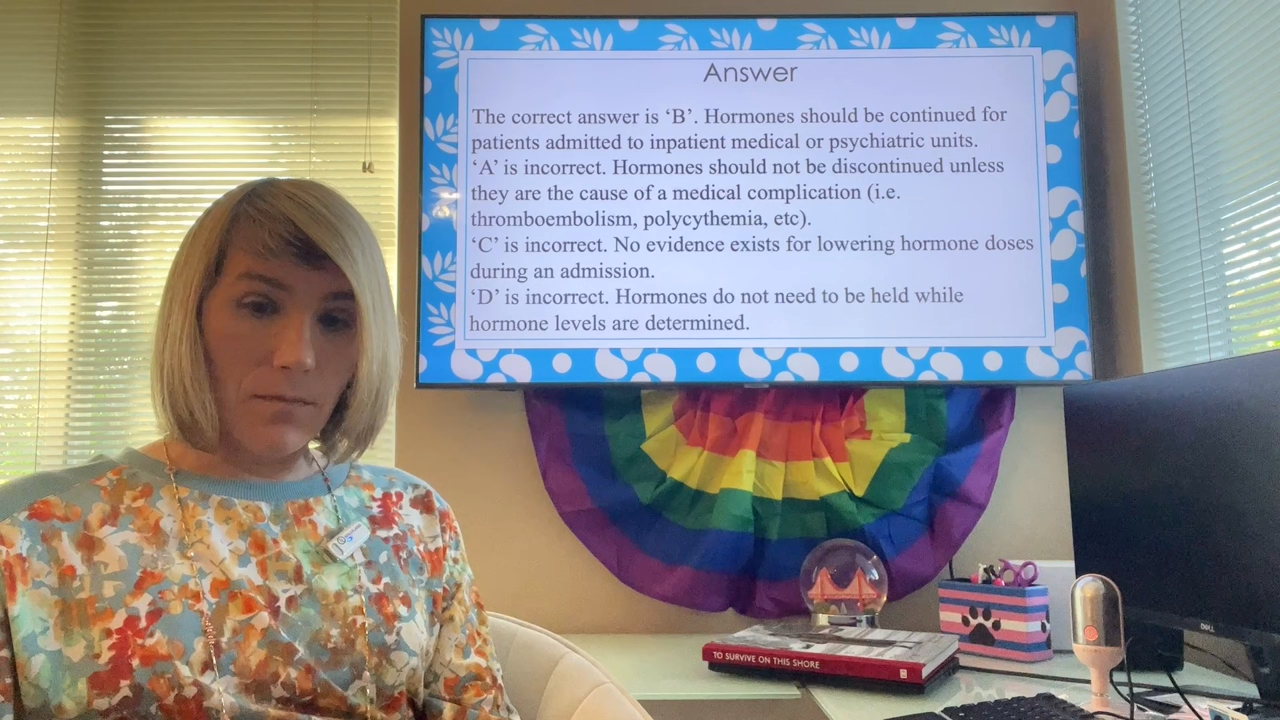 Answer
The correct answer is ‘B’. Hormones should be continued for
patients admitted to inpatient medical or psychiatric units.
‘A’ is incorrect. Hormones should not be discontinued unless
they are the cause of a medical complication (i.e.
thromboembolism, polycythemia, etc).
‘C’ is incorrect. No evidence exists for lowering hormone doses
during an admission.
‘D’ is incorrect. Hormones do not need to be held while
hormone levels are determined.
TO SURVIVE ON THIS SHORE
DELL